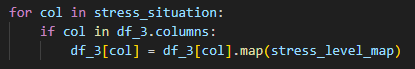 for col in stress_situation:
    if col in df_3.columns:
        df_3[col] = df_3[col].map(stress_level_map)